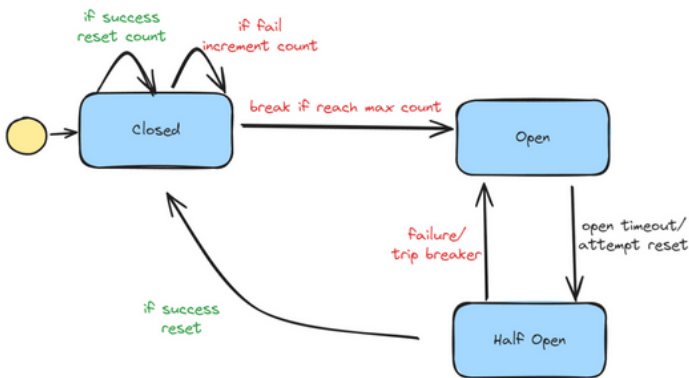 if success
reset count
if fail
increment count
Closed
break if reach max count
Open
failure/
trip breaker
open timeout/
attempt reset
if success
reset
Half Open